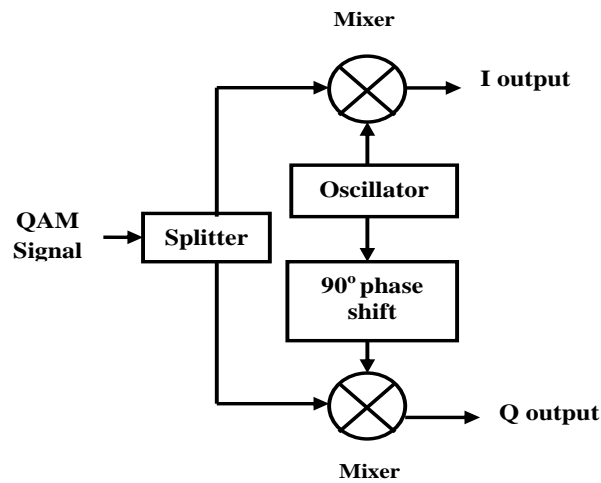 Mixer
I output
Oscillator
QAM
Signal
Splitter
90° phase
shift
Q output
Mixer